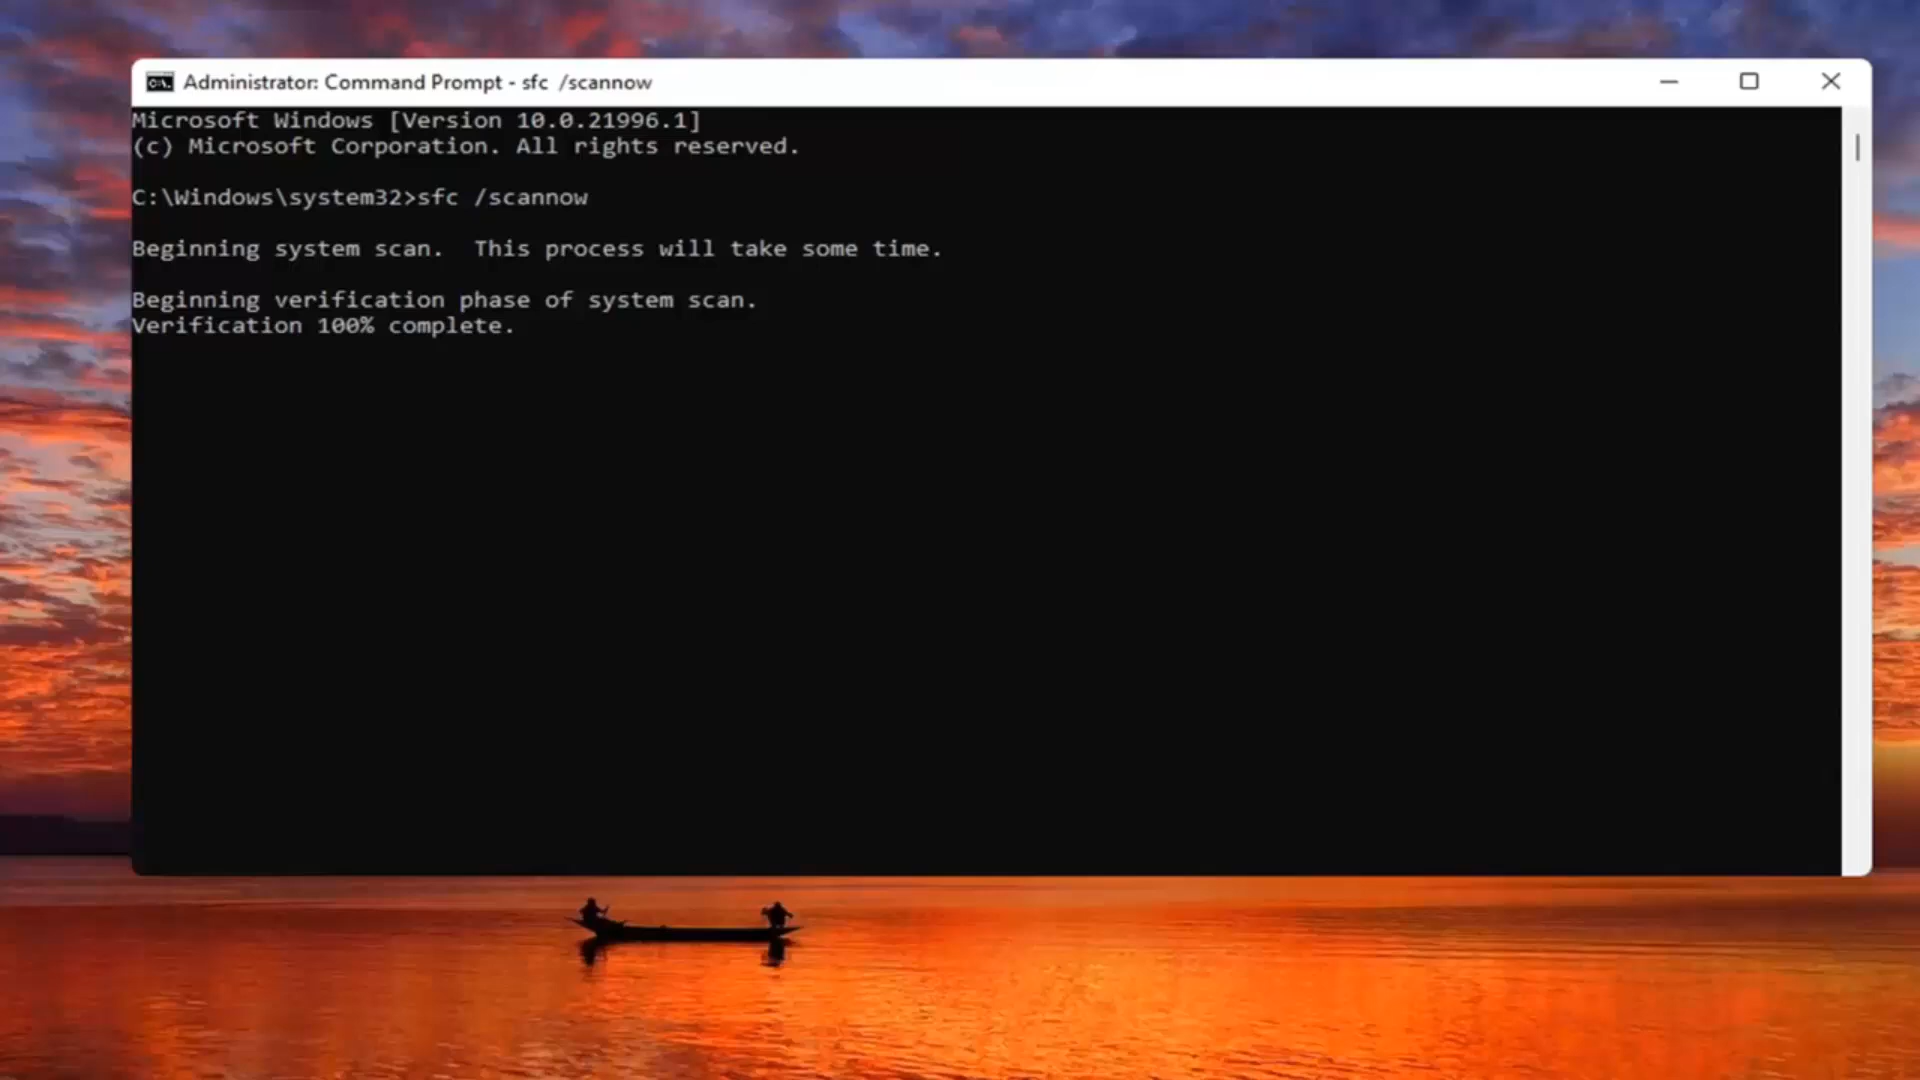 Administrator: Command Prompt - sfc  /scannow
Microsoft Windows [Version 10.0.21996.1]
(c) Microsoft Corporation. All rights reserved.
C:\Windows\system32>sfc /scannow
Beginning system scan.  This process will take some time.
Beginning verification phase of system scan.
Verification 100% complete.